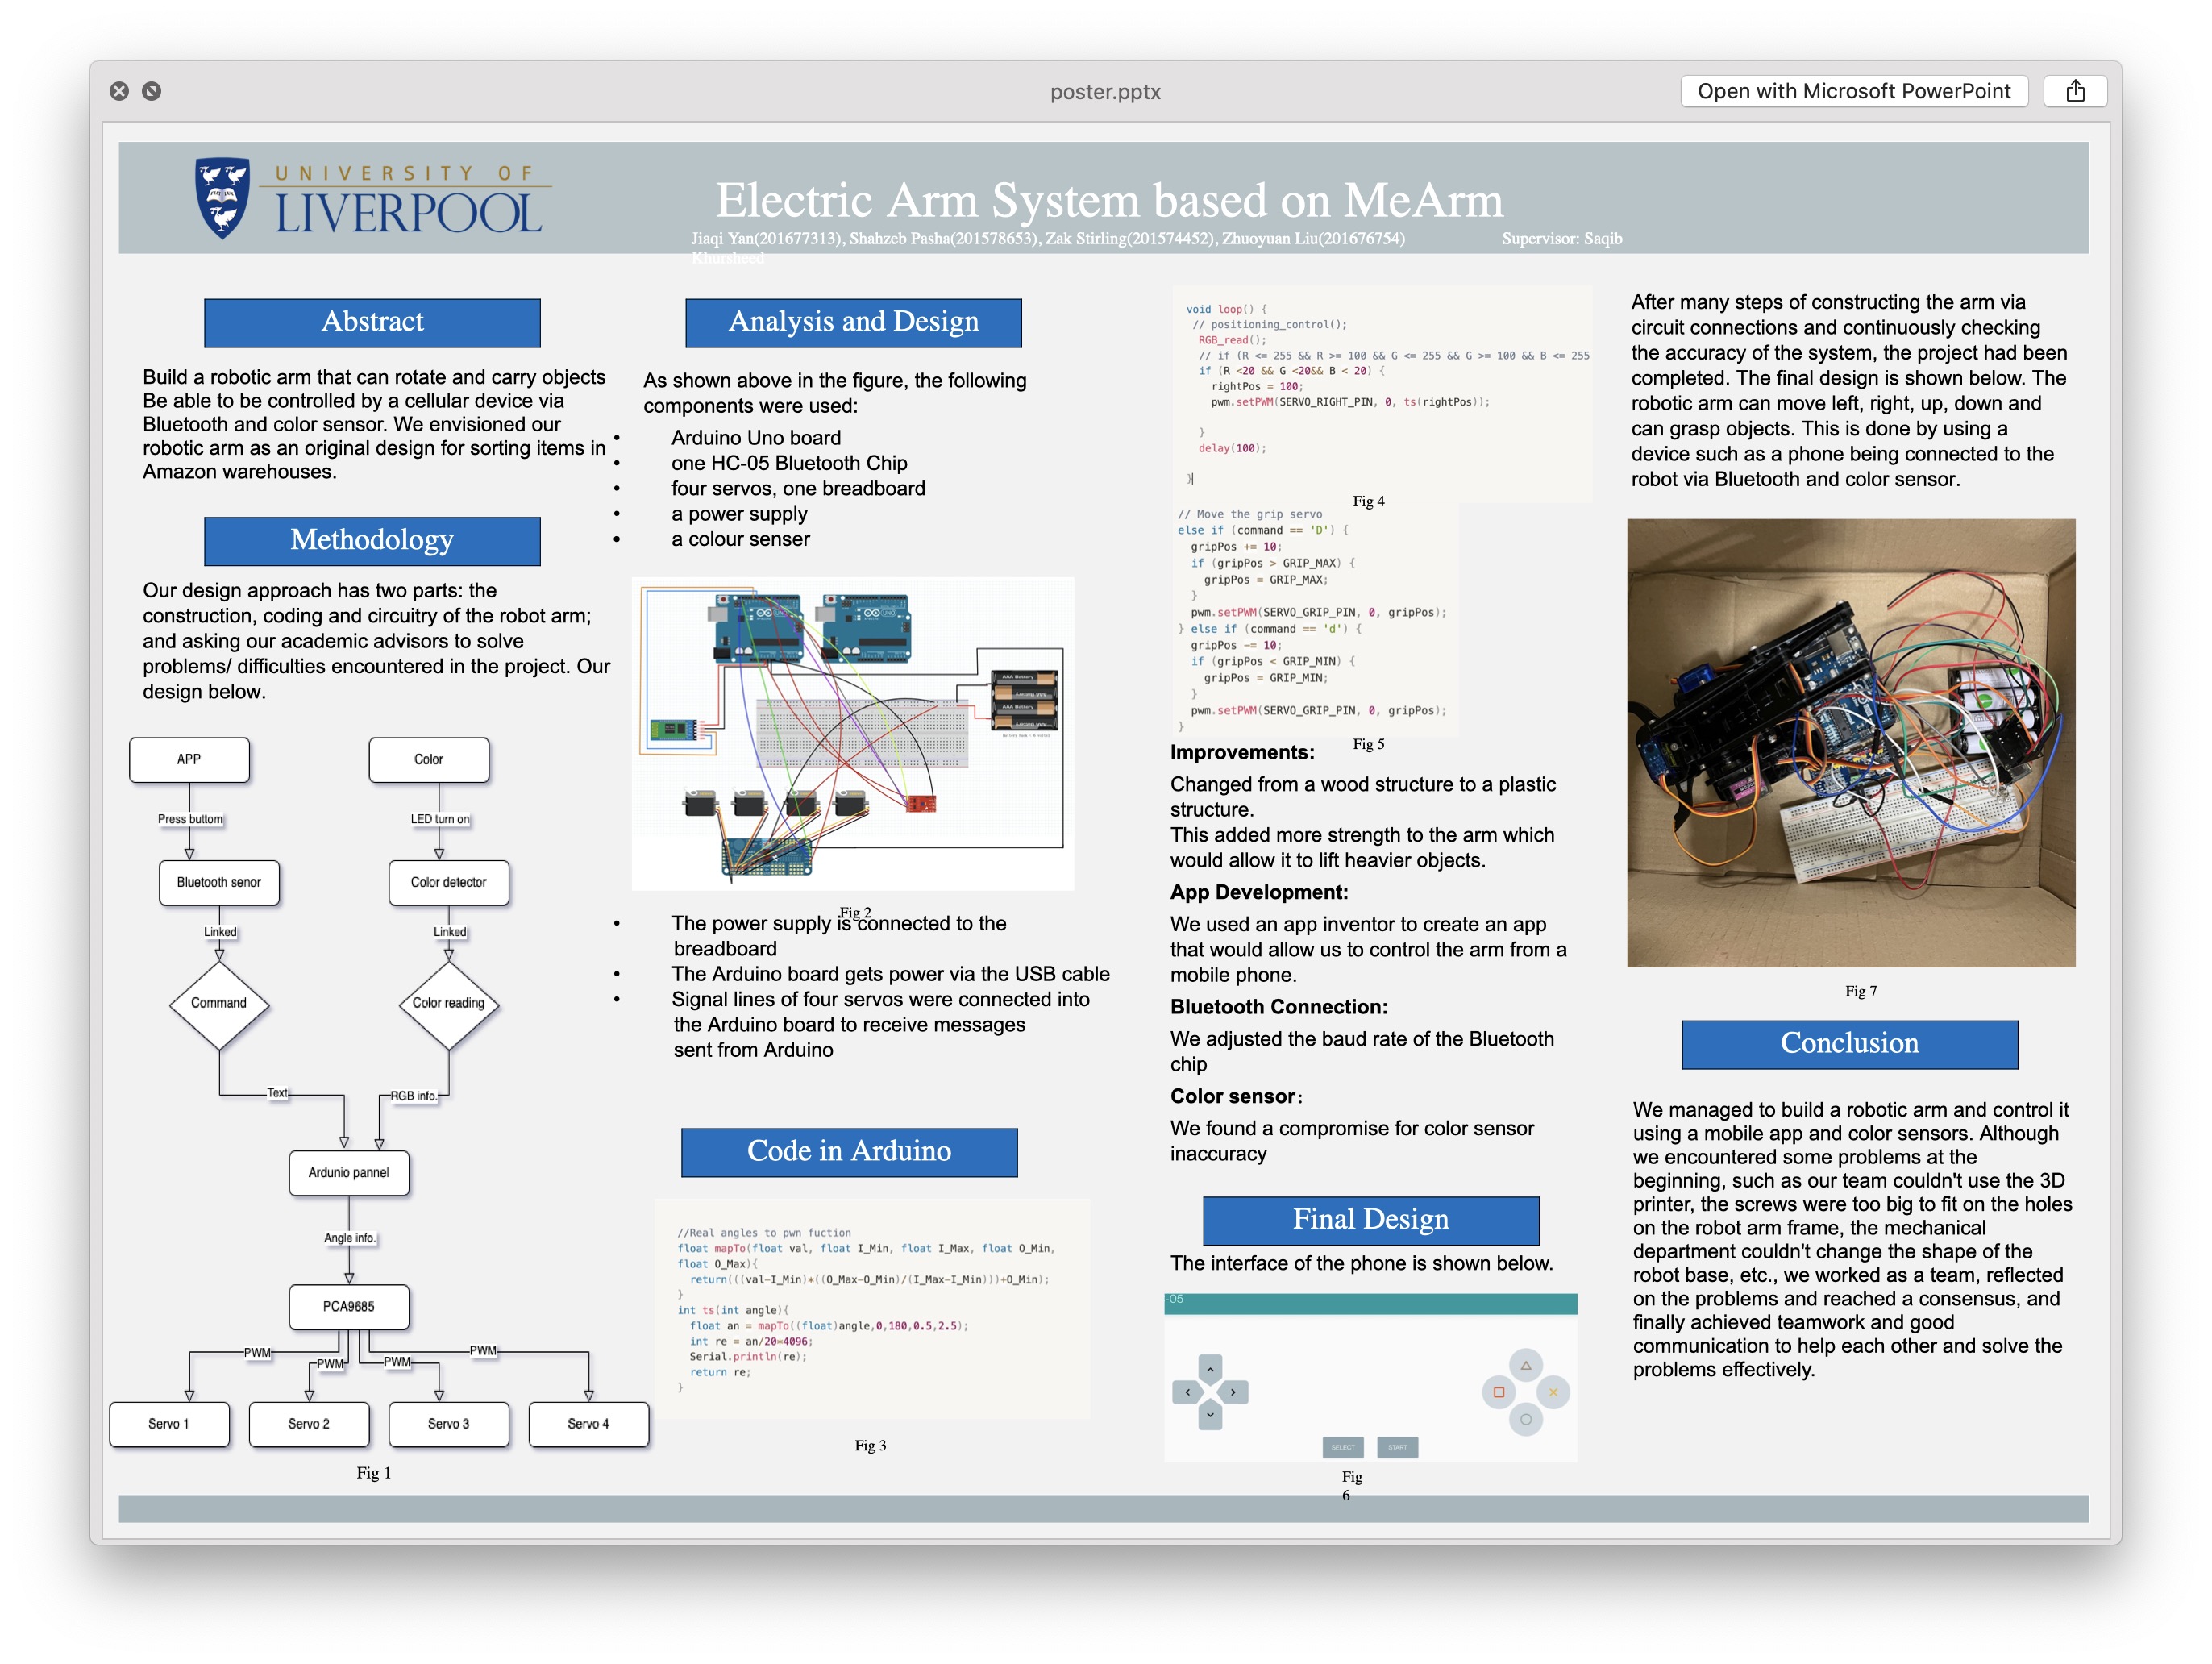 poster.pptx
Open with Microsoft PowerPoint
UNIVERSITY OF
LIVERPOOL
Electric Arm System based on MeArm
Jiaqi Yan(201677313), Shahzeb Pasha(201578653), Zak Stirling(201574452), Zhuoyuan Liu(201676754) Supervisor: Saqib
Khursheed
Abstract
Build a robotic arm that can rotate and carry objects
Be able to be controlled by a cellular device via
Bluetooth and color sensor. We envisioned our
robotic arm as an original design for sorting items in
Amazon warehouses.
Methodology
Our design approach has two parts: the
construction, coding and circuitry of the robot arm;
and asking our academic advisors to solve
problems/ difficulties encountered in the project. Our
design below.
APP
Color
Press buttom
LED turn on
Bluetooth senor
Color detector
Linked
Linked
Command
Color reading
Text
RGB info.
Ardunio pannel
Angle info.
PCA9685
PWM
PWM
PWM
PWM
Servo 1
Servo 2
Servo 3
Servo 4
Fig 1
Analysis and Design
As shown above in the figure, the following
components were used:
• Arduino Uno board
• one HC-05 Bluetooth Chip
• four servos, one breadboard
• a power supply
• a colour senser
AAA Battery
AAA Battery
Fig 2
• The power supply is connected to the
breadboard
• The Arduino board gets power via the USB cable
• Signal lines of four servos were connected into
the Arduino board to receive messages
sent from Arduino
Code in Arduino
//Real angles to pwn fuction
float mapTo(float val, float I_Min, float I_Max, float O_Min,
float O_Max){
return(((val-I_Min)*((O_Max-O_Min)/(I_Max-I_Min)))+O_Min);
}
int ts(int angle){
float an = mapTo((float)angle,0,180,0.5,2.5);
int re = an/20*4096;
Serial.println(re);
return re;
}
Fig 3
void loop() {
// positioning_control();
RGB_read();
// if (R <= 255 && R >= 100 && G <= 255 && G >= 100 && B <= 255
if (R <20 && G <20&& B < 20) {
rightPos = 100;
pwm.setPWM(SERVO_RIGHT_PIN, 0, ts(rightPos));
}
delay(100);
}
Fig 4
// Move the grip servo
else if (command == 'D') {
gripPos += 10;
if (gripPos > GRIP_MAX) {
gripPos = GRIP_MAX;
}
pwm.setPWM(SERVO_GRIP_PIN, 0, gripPos);
} else if (command == 'd') {
gripPos -= 10;
if (gripPos < GRIP_MIN) {
gripPos = GRIP_MIN;
}
pwm.setPWM(SERVO_GRIP_PIN, 0, gripPos);
}
Fig 5
Improvements:
Changed from a wood structure to a plastic
structure.
This added more strength to the arm which
would allow it to lift heavier objects.
App Development:
We used an app inventor to create an app
that would allow us to control the arm from a
mobile phone.
Bluetooth Connection:
We adjusted the baud rate of the Bluetooth
chip
Color sensor:
We found a compromise for color sensor
inaccuracy
Final Design
The interface of the phone is shown below.
-05
SELECT
START
Fig
6
After many steps of constructing the arm via
circuit connections and continuously checking
the accuracy of the system, the project had been
completed. The final design is shown below. The
robotic arm can move left, right, up, down and
can grasp objects. This is done by using a
device such as a phone being connected to the
robot via Bluetooth and color sensor.
Fig 7
Conclusion
We managed to build a robotic arm and control it
using a mobile app and color sensors. Although
we encountered some problems at the
beginning, such as our team couldn't use the 3D
printer, the screws were too big to fit on the holes
on the robot arm frame, the mechanical
department couldn't change the shape of the
robot base, etc., we worked as a team, reflected
on the problems and reached a consensus, and
finally achieved teamwork and good
communication to help each other and solve the
problems effectively.